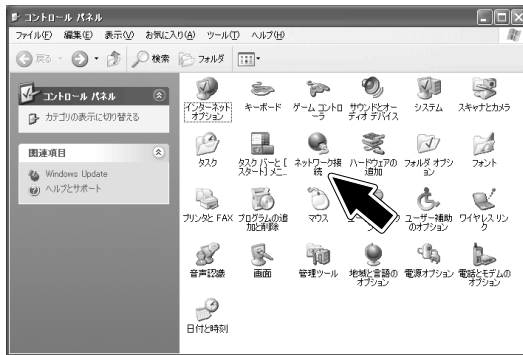 コントロール パネル
ファイル(F) 編集(E) 表示(V) お気に入り(A) ツール(T) ヘルプ(H)
戻る 検索 フォルダ
コントロール パネル
カテゴリの表示に切り替える
関連項目
Windows Update
ヘルプとサポート
インターネット
オプション
キーボード
ゲーム コントロ
ーラ
サウンドとオー
ディオ デバイス
システム
スキャナとカメラ
タスク
タスク バーと [
スタート] メニ...
ネットワーク接
続
ハードウェアの
追加
フォルダ オプシ
ョン
フォント
プリンタと FAX
プログラムの追
加と削除
マウス
ユーザー補助
のオプション
ワイヤレス リン
ク
音声認識
画面
管理ツール
地域と言語の
オプション
電源オプション
電話とモデムの
オプション
日付と時刻